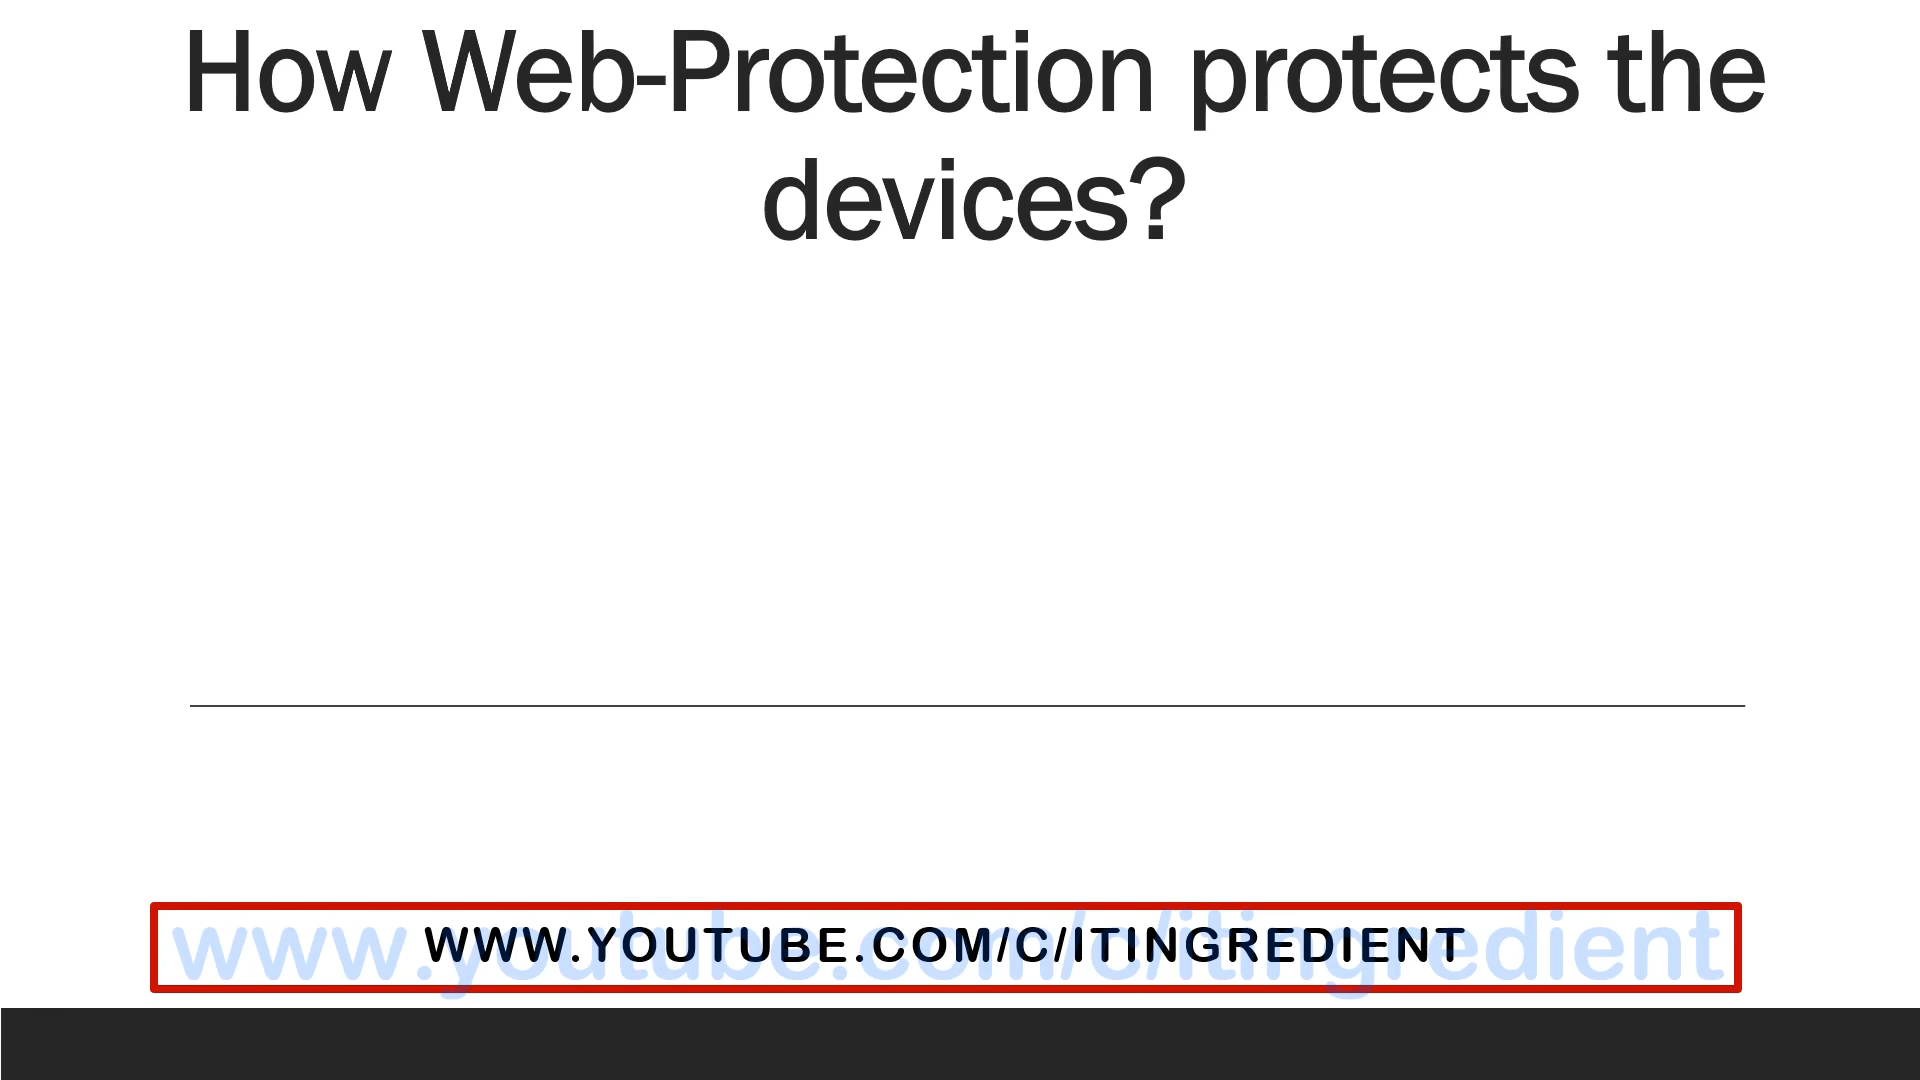 How Web-Protection protects the
devices?
WWW.YOUTUBE.COM/C/ITINGREDIENT
www.youtube.com/c/itingredient